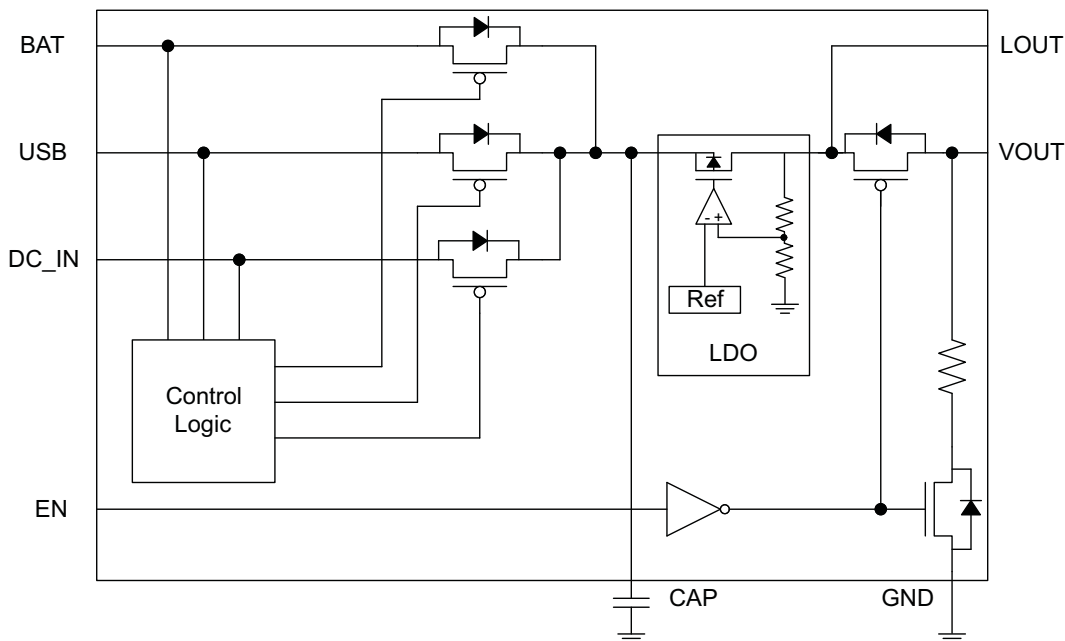 BAT
LOUT
USB
VOUT
DC_IN
- +
Ref
LDO
Control
Logic
EN
CAP
GND